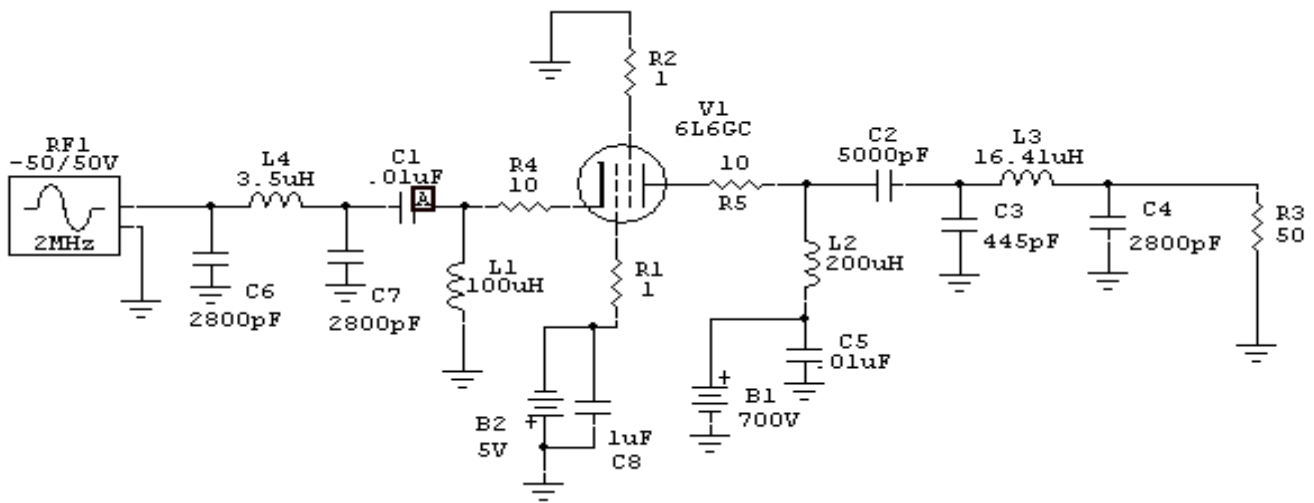 RF1
-50/50V
2MHz
C6
2800pF
L4
3.5uH
C7
2800pF
C1
.01uF
A
L1
100uH
R4
10
R2
1
V1
6L6GC
R1
1
B2
5V
+
1uF
C8
10
R5
L2
200uH
C5
.01uF
+
B1
700V
C2
5000pF
C3
445pF
L3
16.41uH
C4
2800pF
R3
50